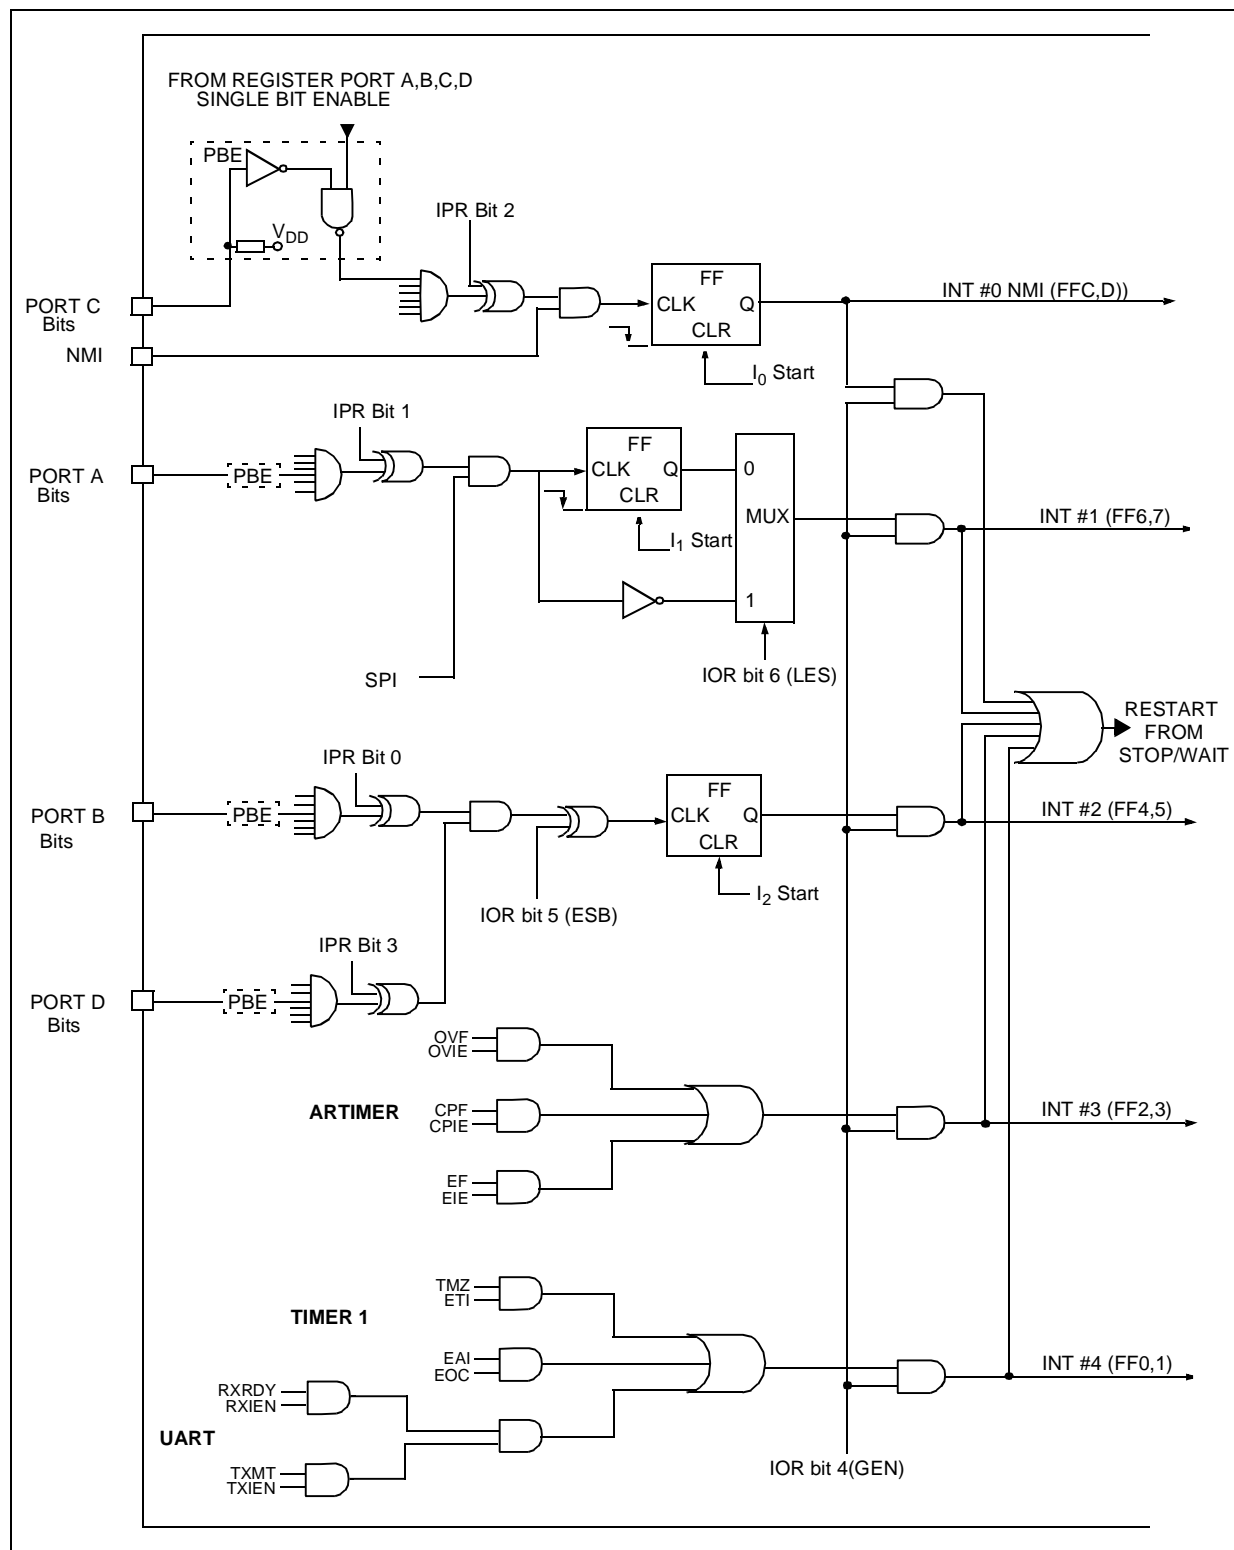 FROM REGISTER PORT A,B,C,D
SINGLE BIT ENABLE
PBE
VDD
IPR Bit 2
PORT C
Bits
FF
CLK
Q
CLR
INT #0 NMI (FFC,D))
NMI
I0 Start
IPR Bit 1
PORT A
Bits
PBE
FF
CLK
Q
CLR
0
MUX
1
I1 Start
INT #1 (FF6,7)
SPI
IOR bit 6 (LES)
RESTART
FROM
STOP/WAIT
IPR Bit 0
PORT B
Bits
PBE
FF
CLK
Q
CLR
INT #2 (FF4,5)
I2 Start
IOR bit 5 (ESB)
IPR Bit 3
PORT D
Bits
PBE
OVF
OVIE
ARTIMER
CPF
CPIE
INT #3 (FF2,3)
EF
EIE
TMZ
ETI
TIMER 1
EAI
EOC
INT #4 (FF0,1)
RXRDY
RXIEN
UART
TXMT
TXIEN
IOR bit 4(GEN)